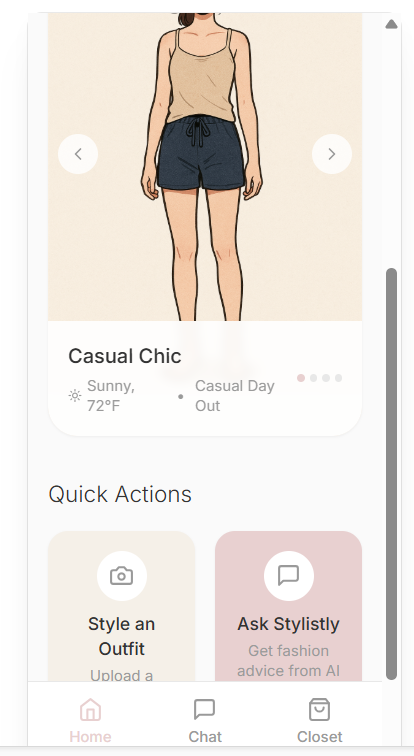 Casual Chic
Sunny,
72°F
•
Casual Day
Out
Quick Actions
Style an
Outfit
Upload a
Ask Stylistly
Get fashion
advice from AI
Home
Chat
Closet